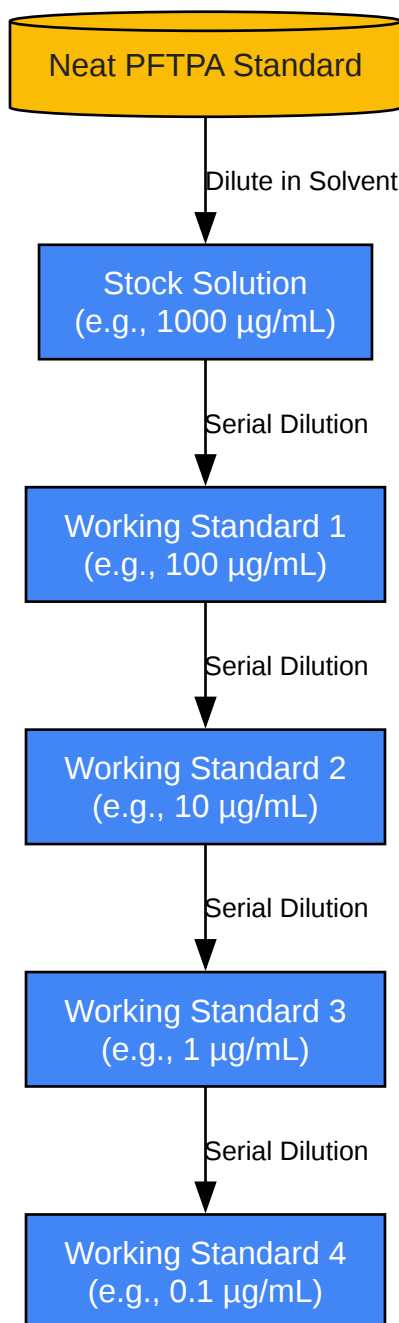 Neat PFTPA Standard
Dilute in Solvent
Stock Solution
(e.g., 1000 µg/mL)
Serial Dilution
Working Standard 1
(e.g., 100 µg/mL)
Serial Dilution
Working Standard 2
(e.g., 10 µg/mL)
Serial Dilution
Working Standard 3
(e.g., 1 µg/mL)
Serial Dilution
Working Standard 4
(e.g., 0.1 µg/mL)